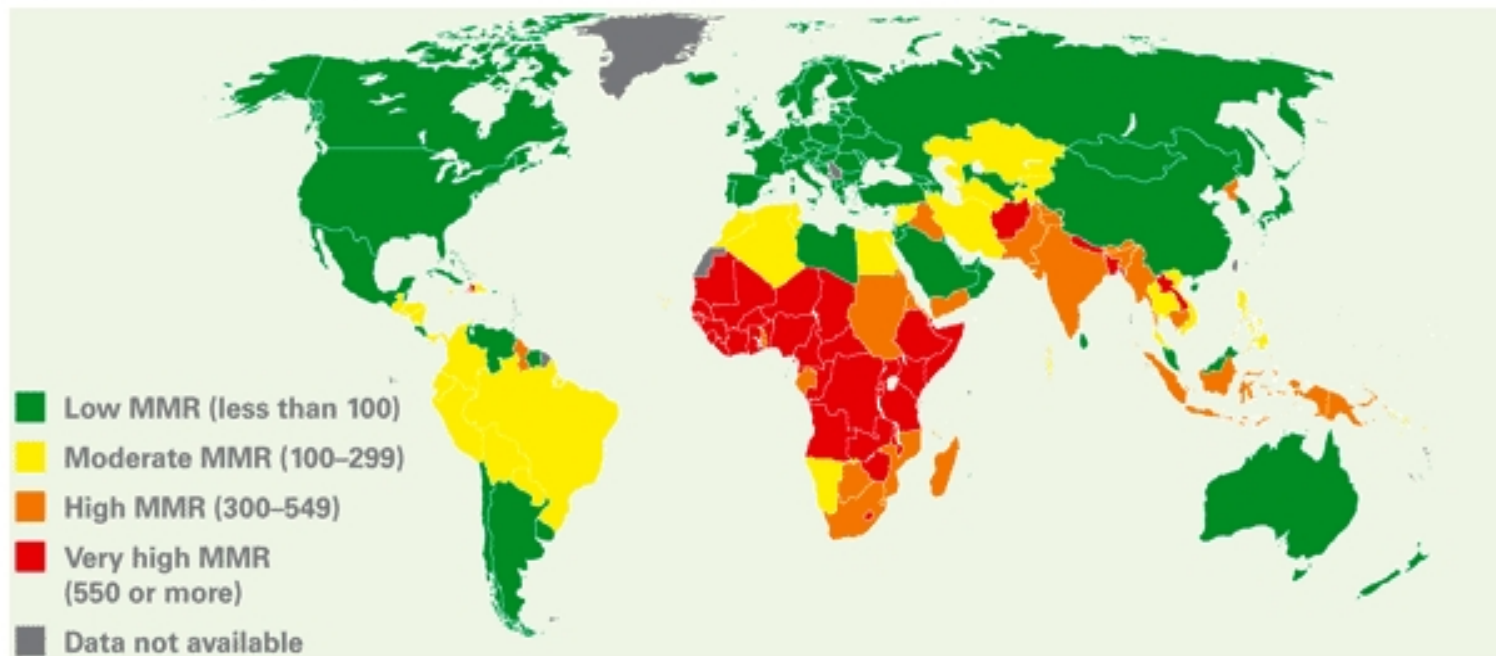 Low MMR (less than 100)
Moderate MMR (100–299)
High MMR (300–549)
Very high MMR
(550 or more)
Data not available